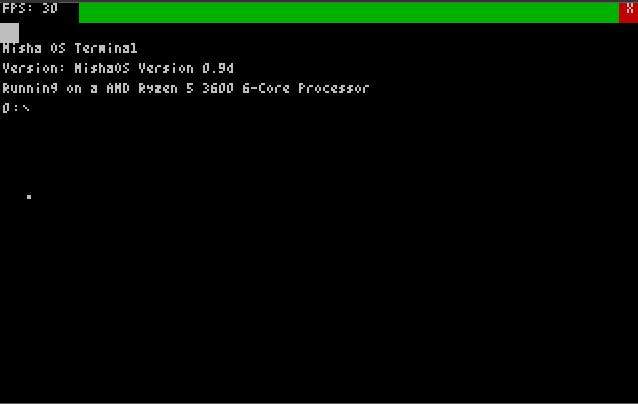 FPS: 30 X
Misha OS Terminal
Version: MishaOS Version 0.9d
Running on a AMD Ryzen 5 3600 6-Core Processor
0:\